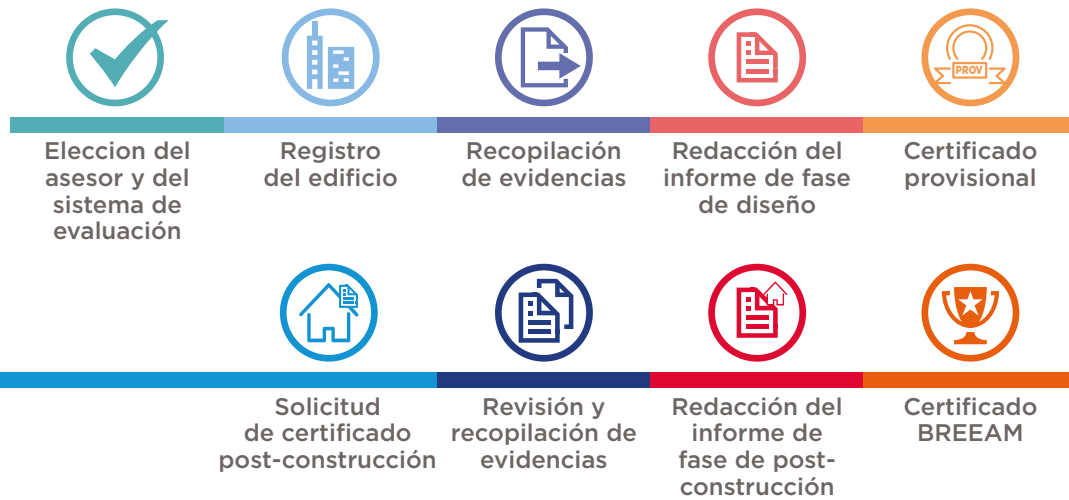 PROV
Eleccion del
asesor y del
sistema de
evaluación
Registro
del edificio
Recopilación
de evidencias
Redacción del
informe de fase
de diseño
Certificado
provisional
Solicitud
de certificado
post-construcción
Revisión y
recopilación de
evidencias
Redacción del
informe de
fase de post-
construcción
Certificado
BREEAM